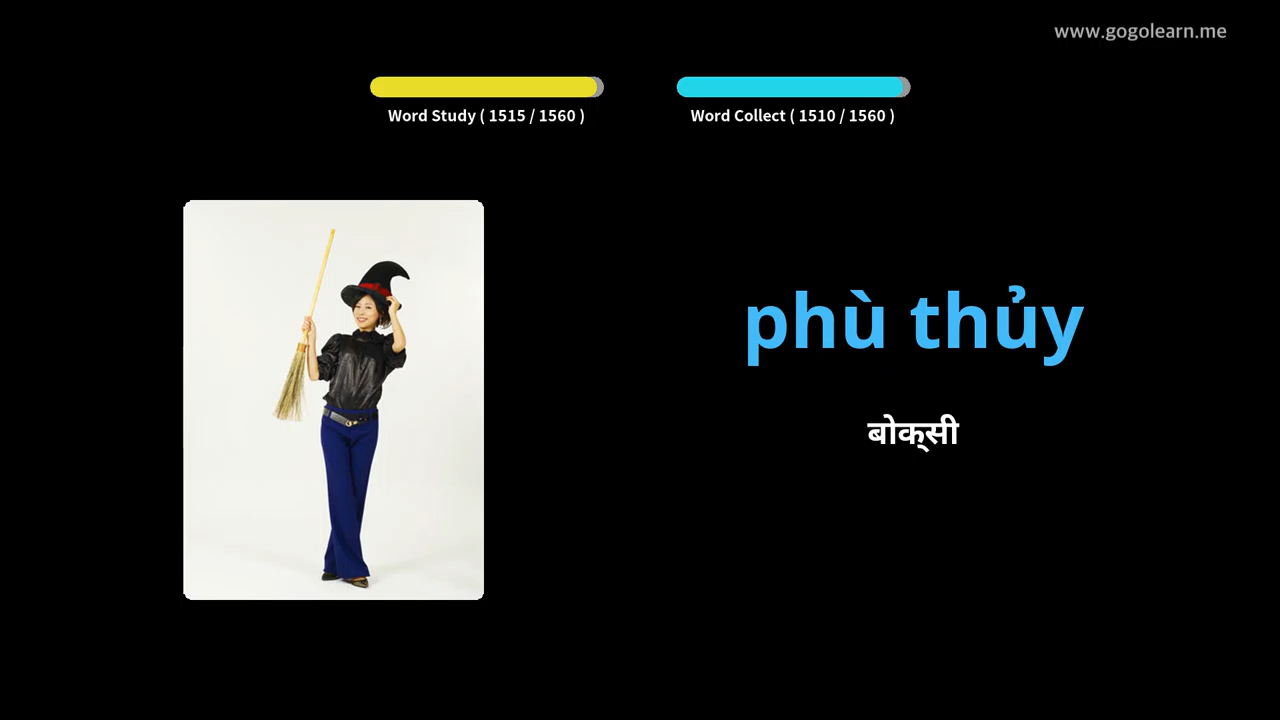 www.gogolearn.me
Word Study ( 1515 / 1560 )
Word Collect ( 1510 / 1560 )
phù thủy
बोक्‌सी